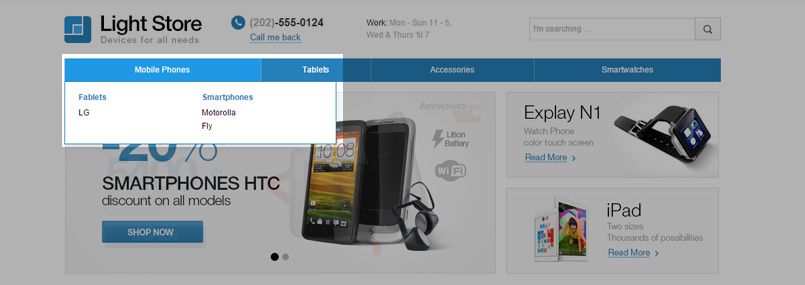 Light Store
Devices for all needs
(202)-555-0124
Call me back
Work: Mon - Sun 11 - 5,
Wed & Thurs 'til 7
I'm searching ...
Mobile Phones
Tablets
Accessories
Smartwatches
Fablets
Smartphones
LG
Motorolla
Fly
-20%
SMARTPHONES HTC
discount on all models
SHOP NOW
lenovo
Lition
Battery
WiFi
10:08
Explay N1
Watch Phone
color touch screen
Read More
iPad
Two sizes
Thousands of possibilities
Read More